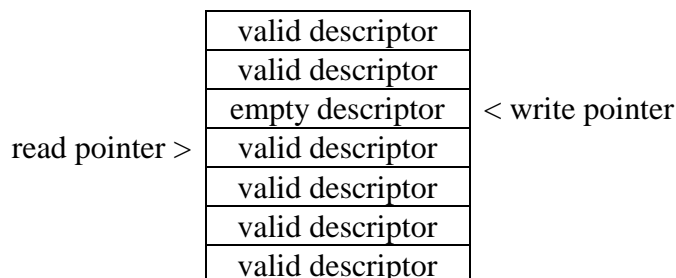 valid descriptor
valid descriptor
empty descriptor < write pointer
read pointer > valid descriptor
valid descriptor
valid descriptor
valid descriptor